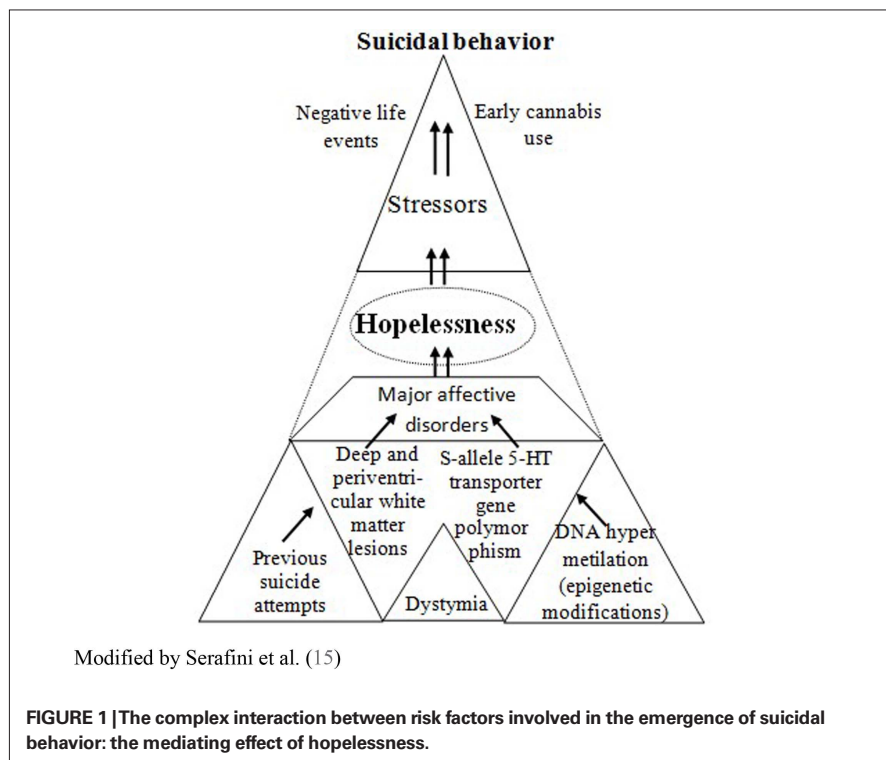 Suicidal behavior
Negative life
events
Early cannabis
use
Stressors
Hopelessness
Major affective
disorders
Deep and
periventri-
cular white
matter
lesions
S-allele 5-HT
transporter
gene
polymor
phism
Previous
suicide
attempts
Dystymia
DNA hyper
metilation
(epigenetic
modifications)
Modified by Serafini et al. (15)
FIGURE 1 | The complex interaction between risk factors involved in the emergence of suicidal
behavior: the mediating effect of hopelessness.